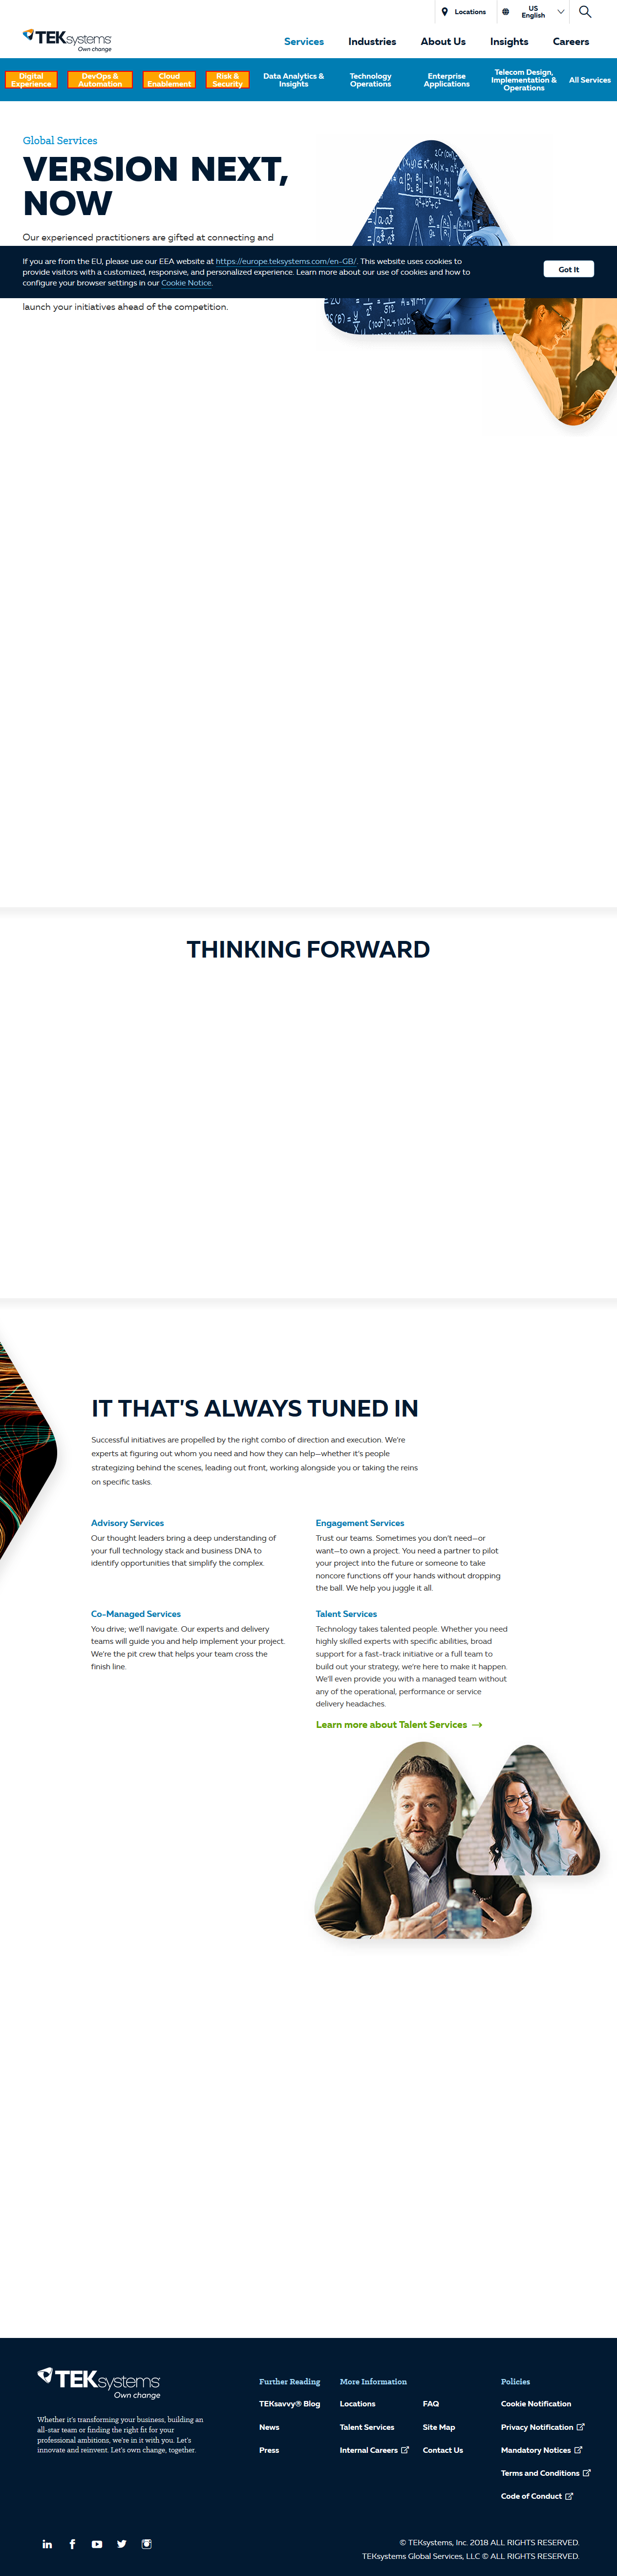 Locations
US
English
TEKsystems
Own change
Services Industries About Us Insights Careers
Digital
Experience
DevOps &
Automation
Cloud
Enablement
Risk &
Security
Data Analytics &
Insights
Technology
Operations
Enterprise
Applications
Telecom Design,
Implementation &
Operations
All Services
Global Services
VERSION NEXT,
NOW
Our experienced practitioners are gifted at connecting and
If you are from the EU, please use our EEA website at https://europe.teksystems.com/en-GB/. This website uses cookies to
provide visitors with a customized, responsive, and personalized experience. Learn more about our use of cookies and how to
configure your browser settings in our Cookie Notice.
Got It
launch your initiatives ahead of the competition.
THINKING FORWARD
IT THAT'S ALWAYS TUNED IN
Successful initiatives are propelled by the right combo of direction and execution. We're
experts at figuring out whom you need and how they can help—whether it's people
strategizing behind the scenes, leading out front, working alongside you or taking the reins
on specific tasks.
Advisory Services
Our thought leaders bring a deep understanding of
your full technology stack and business DNA to
identify opportunities that simplify the complex.
Engagement Services
Trust our teams. Sometimes you don't need—or
want—to own a project. You need a partner to pilot
your project into the future or someone to take
noncore functions off your hands without dropping
the ball. We help you juggle it all.
Co-Managed Services
You drive; we'll navigate. Our experts and delivery
teams will guide you and help implement your project.
We're the pit crew that helps your team cross the
finish line.
Talent Services
Technology takes talented people. Whether you need
highly skilled experts with specific abilities, broad
support for a fast-track initiative or a full team to
build out your strategy, we're here to make it happen.
We'll even provide you with a managed team without
any of the operational, performance or service
delivery headaches.
Learn more about Talent Services
TEKsystems
Own change
Whether it's transforming your business, building an
all-star team or finding the right fit for your
professional ambitions, we're in it with you. Let's
innovate and reinvent. Let's own change, together.
Further Reading
TEKsavvy® Blog
News
Press
More Information
Locations
Talent Services
Internal Careers
FAQ
Site Map
Contact Us
Policies
Cookie Notification
Privacy Notification
Mandatory Notices
Terms and Conditions
Code of Conduct
© TEKsystems, Inc. 2018 ALL RIGHTS RESERVED.
TEKsystems Global Services, LLC © ALL RIGHTS RESERVED.